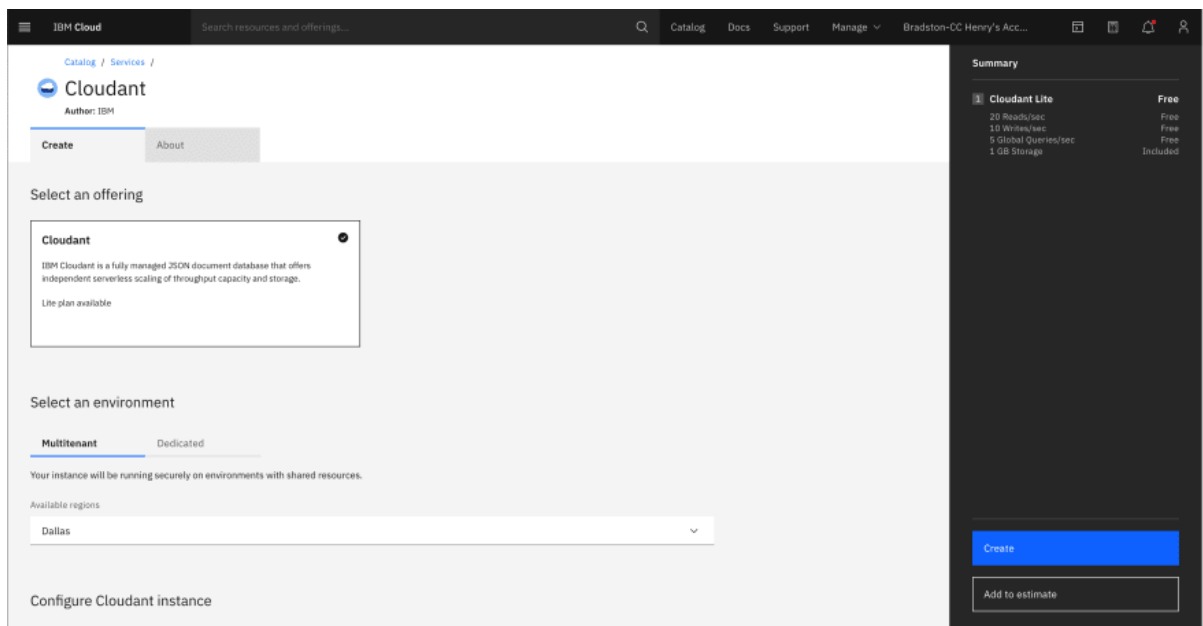 IBM Cloud
Search resources and offerings...
Catalog
Docs
Support
Manage
Bradston-CC Henry's Acc...
Catalog / Services /
Cloudant
Author: IBM
Create
About
Select an offering
Cloudant
IBM Cloudant is a fully managed JSON document database that offers
independent serverless scaling of throughput capacity and storage.
Lite plan available
Select an environment
Multitenant
Dedicated
Your instance will be running securely on environments with shared resources.
Available regions
Dallas
Configure Cloudant instance
Summary
1 Cloudant Lite Free
20 Reads/sec Free
10 Writes/sec Free
5 Global Queries/sec Free
1 GB Storage Included
Create
Add to estimate